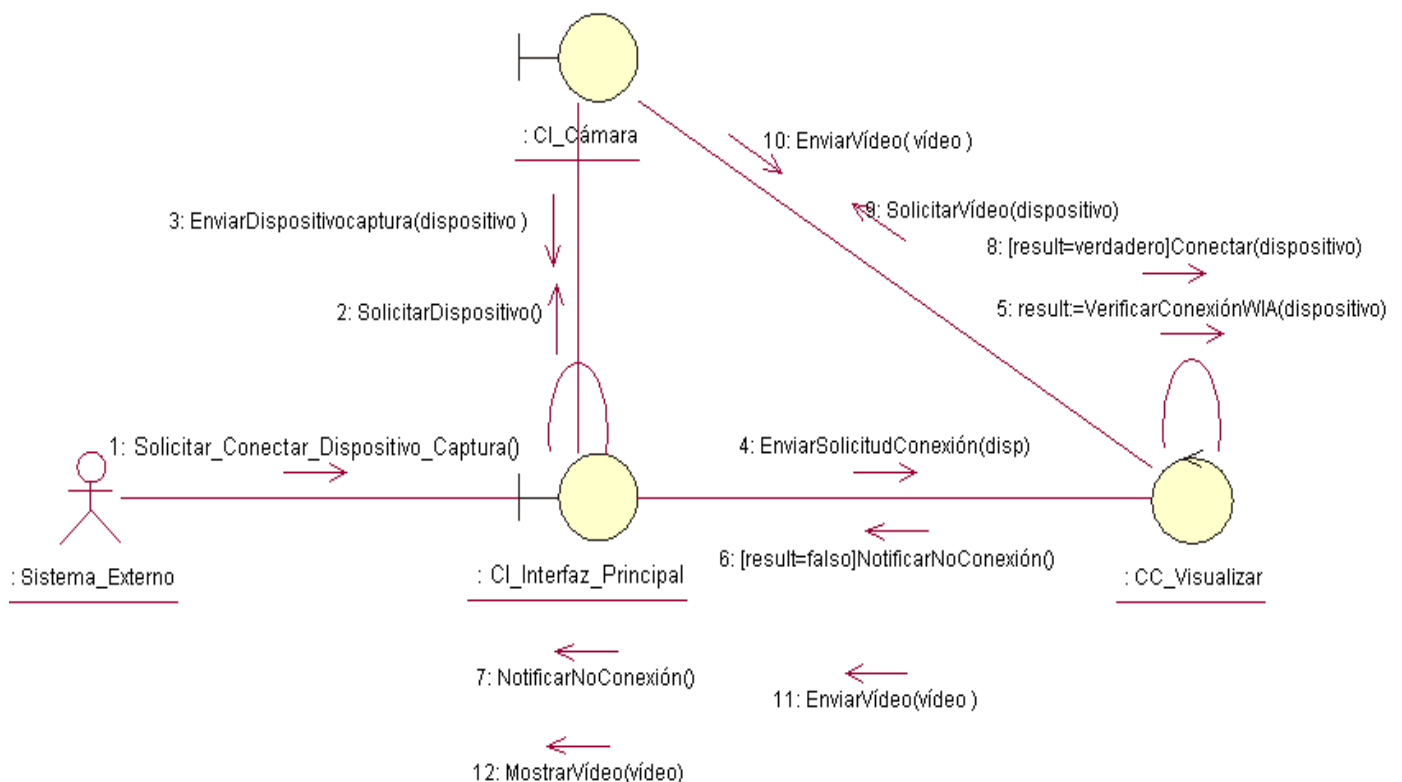 : CI_Cámara
10: EnviarVídeo( vídeo )
3: EnviarDispositivocaptura(dispositivo )
9: SolicitarVídeo(dispositivo)
8: [result=verdadero]Conectar(dispositivo)
2: SolicitarDispositivo()
5: result:=VerificarConexiónWIA(dispositivo)
1: Solicitar_Conectar_Dispositivo_Captura()
4: EnviarSolicitudConexión(disp)
6: [result=falso]NotificarNoConexión()
: Sistema_Externo
: CI_Interfaz_Principal
: CC_Visualizar
7: NotificarNoConexión()
11: EnviarVídeo(vídeo )
12: MostrarVídeo(vídeo)